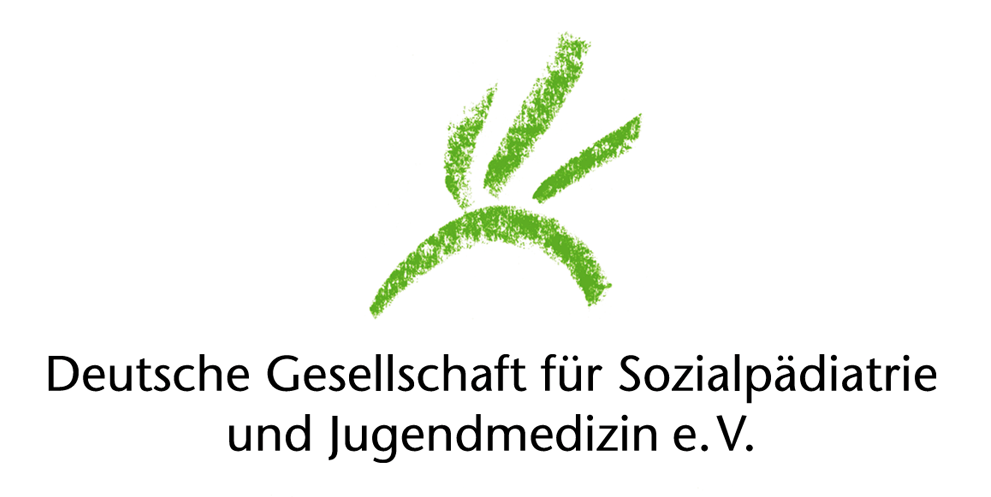 Deutsche Gesellschaft für Sozialpädiatrie
und Jugendmedizin e. V.